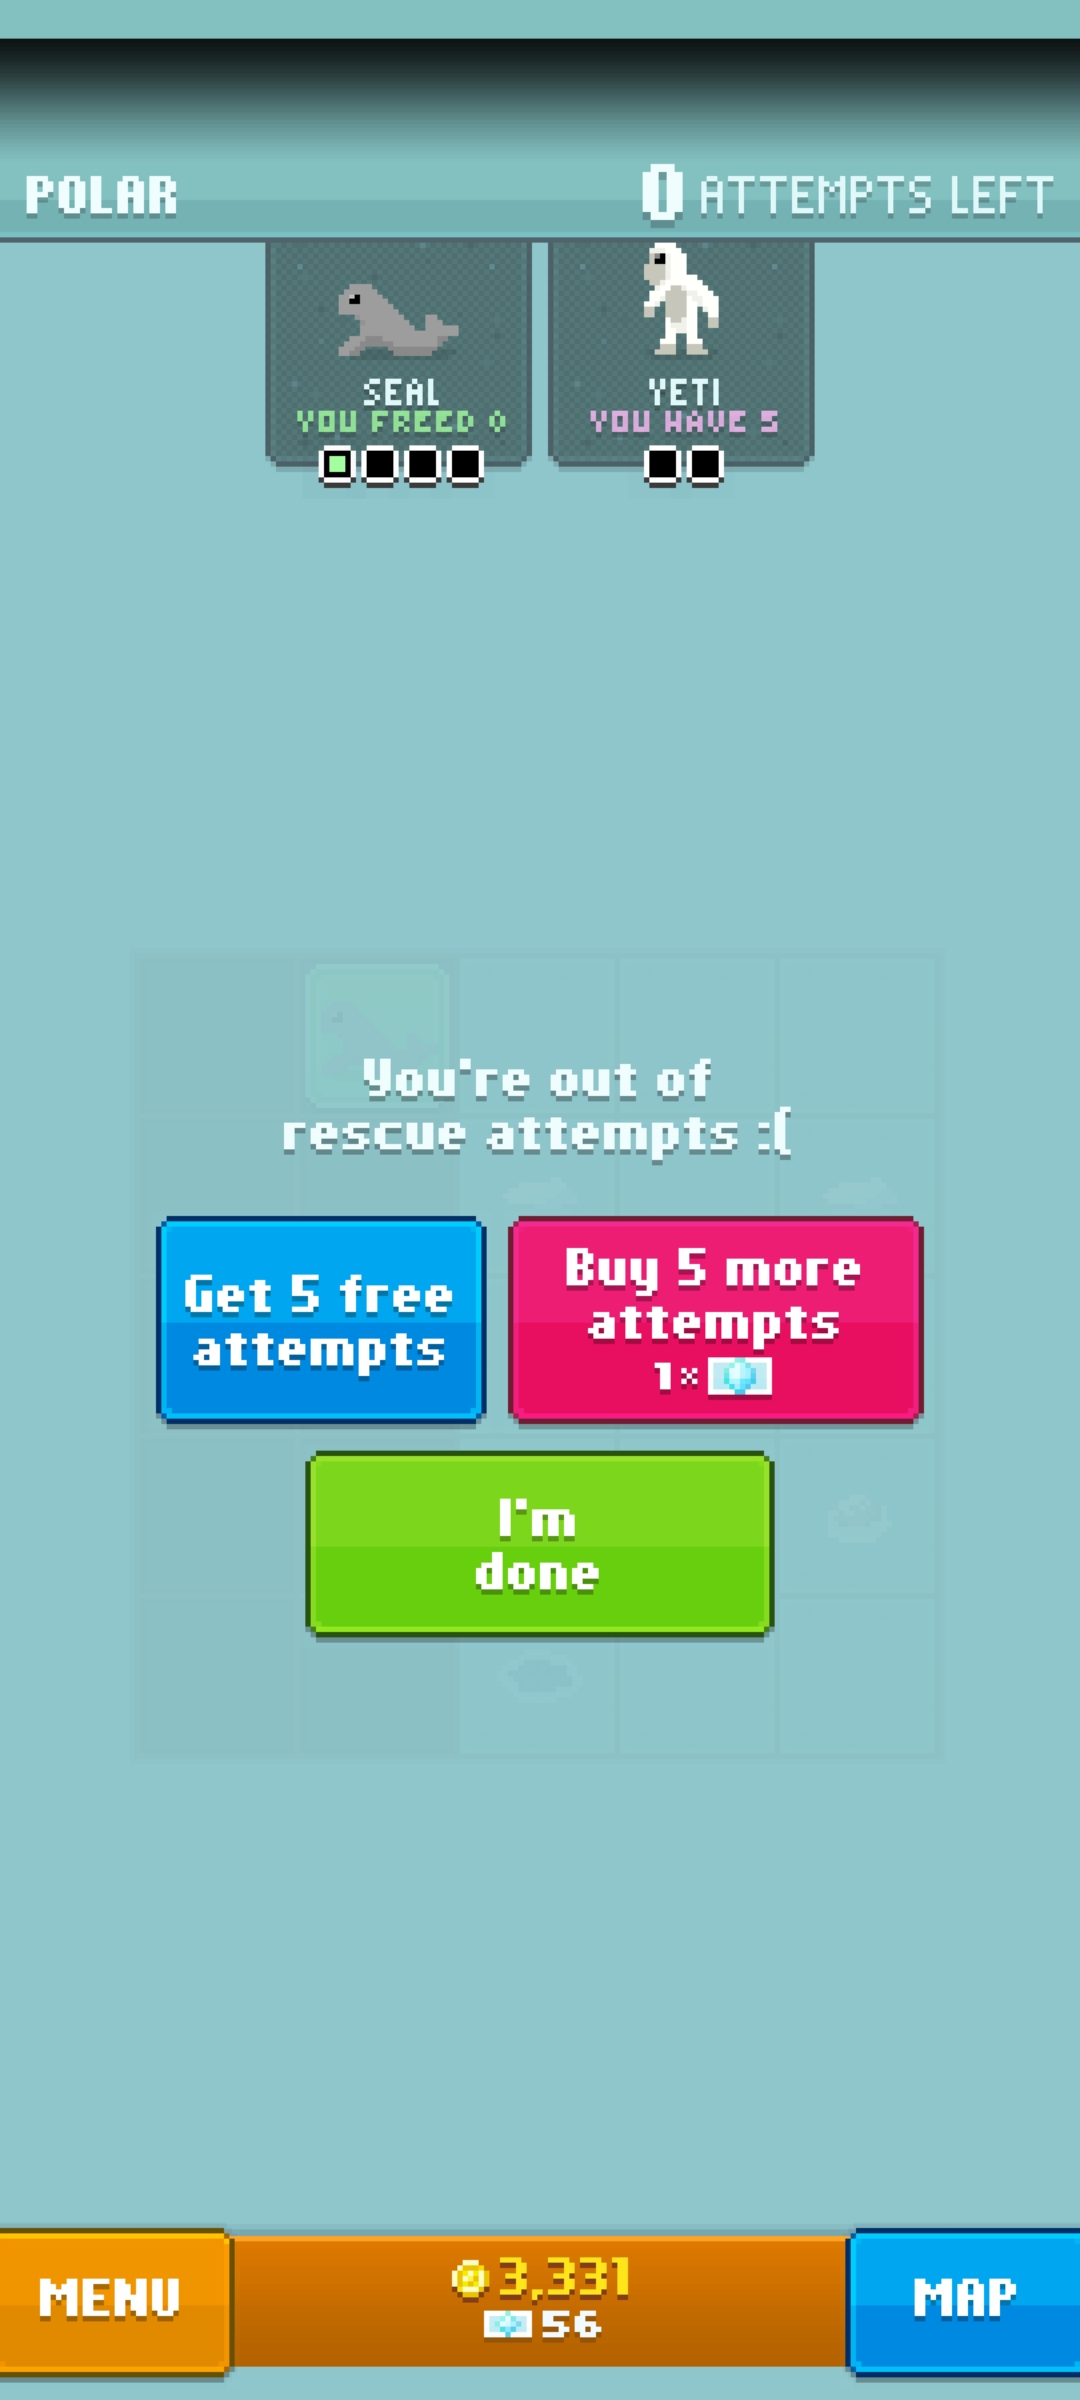 POLAR
0 ATTEMPTS LEFT
SEAL
YOU FREED 0
YETI
YOU HAVE 5
You're out of
rescue attempts :(
Get 5 free
attempts
Buy 5 more
attempts
1×
I'm
done
MENU
3,331
56
MAP